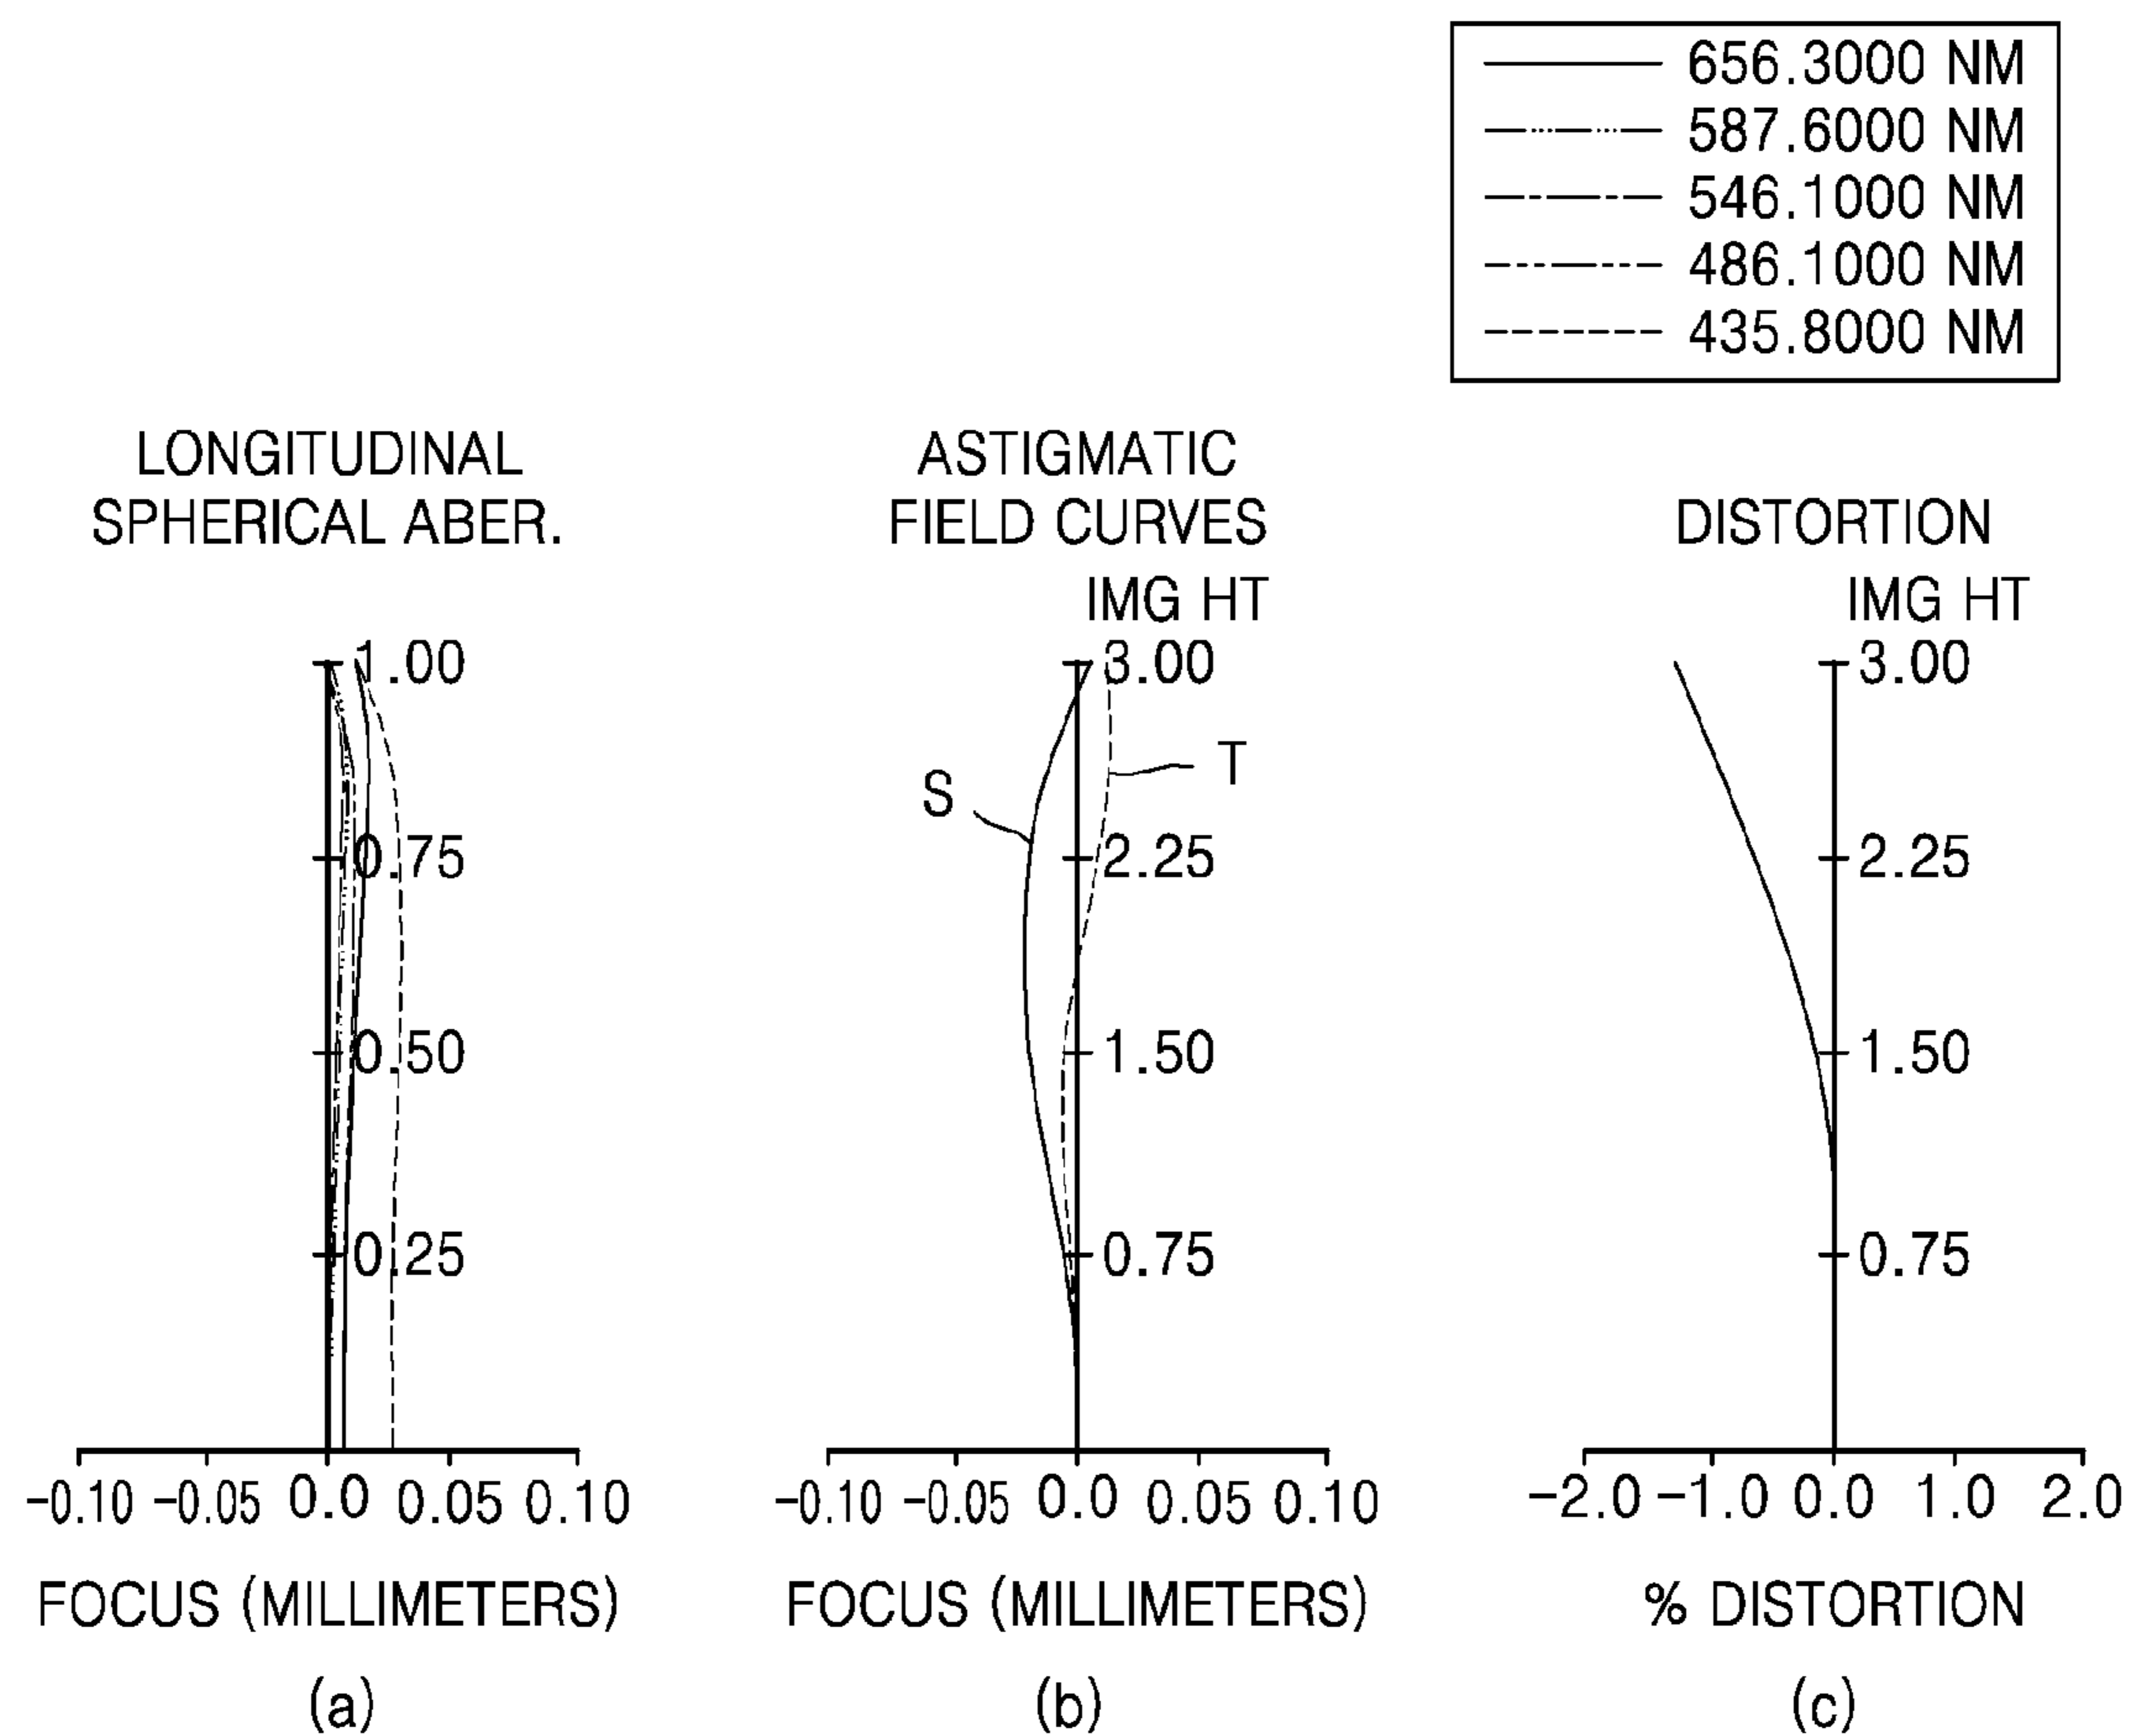 656.3000 NM
587.6000 NM
546.1000 NM
486.1000 NM
435.8000 NM
LONGITUDINAL
SPHERICAL ABER.
1.00
0.75
0.50
0.25
-0.10 -0.05 0.0 0.05 0.10
FOCUS (MILLIMETERS)
(a)
ASTIGMATIC
FIELD CURVES
IMG HT
3.00
T
S
2.25
1.50
0.75
-0.10 -0.05 0.0 0.05 0.10
FOCUS (MILLIMETERS)
(b)
DISTORTION
IMG HT
3.00
2.25
1.50
0.75
-2.0 -1.0 0.0 1.0 2.0
% DISTORTION
(c)